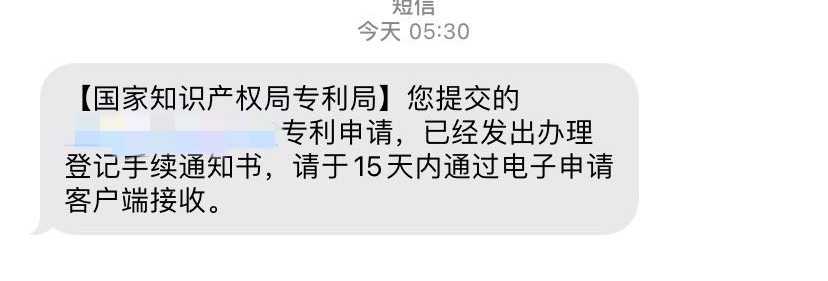 短信
今天 05:30
【国家知识产权局专利局】您提交的
专利申请，已经发出办理
登记手续通知书，请于15天内通过电子申请
客户端接收。